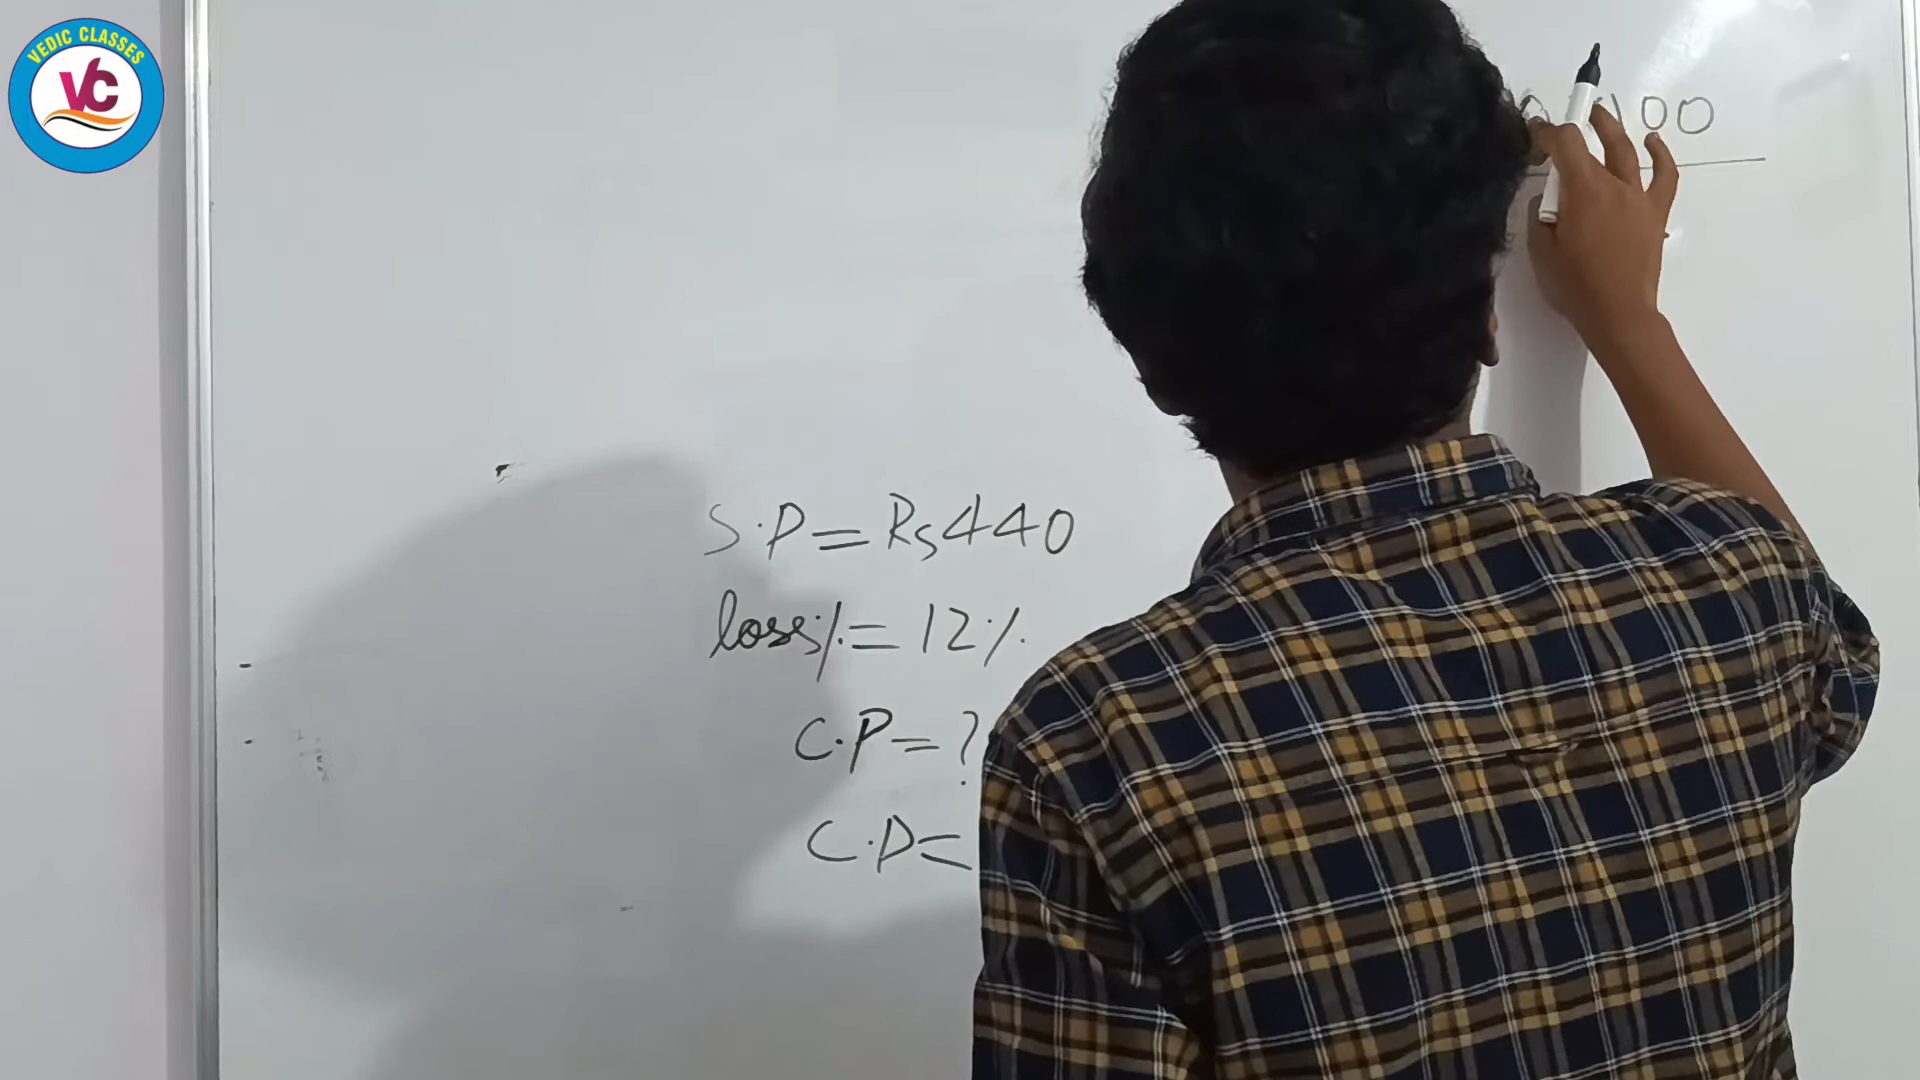 VEDIC CLASSES
VC
100
S.P = Rs 440
loss% = 12%
C.P = ?
C.P =